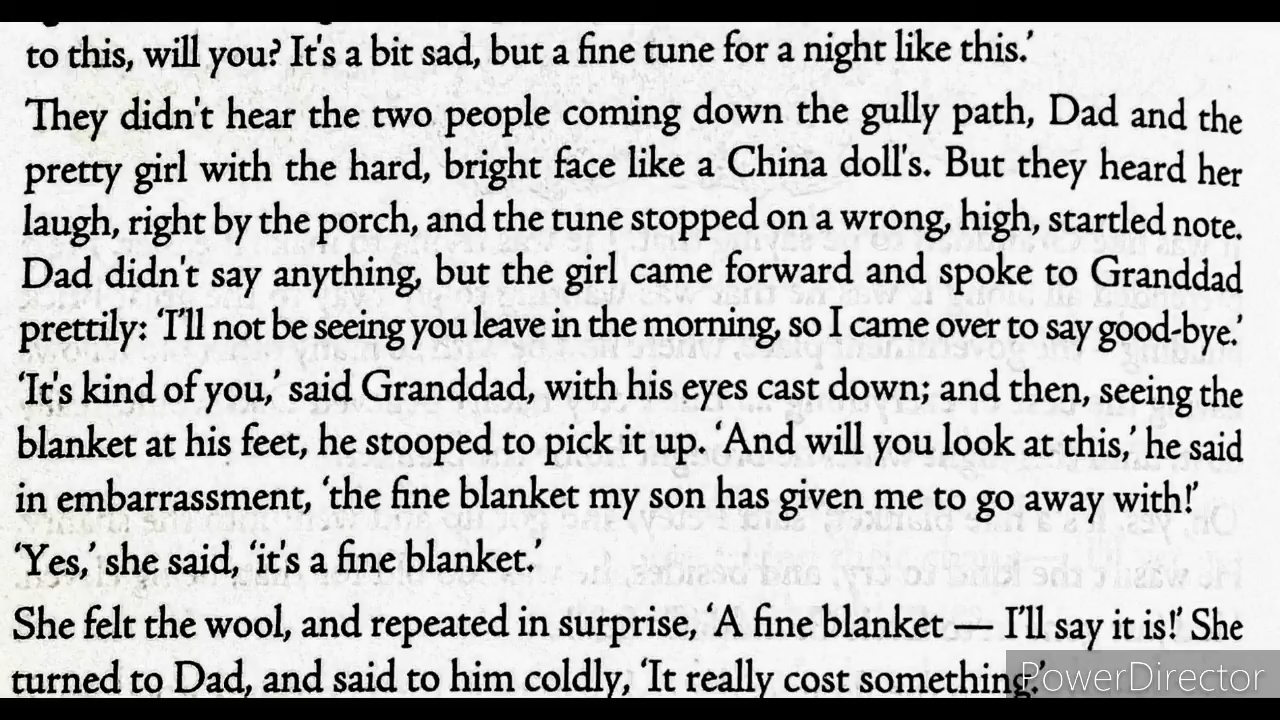 to this, will you? It's a bit sad, but a fine tune for a night like this.'
They didn't hear the two people coming down the gully path, Dad and the
pretty girl with the hard, bright face like a China doll's. But they heard her
laugh, right by the porch, and the tune stopped on a wrong, high, startled note.
Dad didn't say anything, but the girl came forward and spoke to Granddad
prettily: 'I'll not be seeing you leave in the morning, so I came over to say good-bye.'
'It's kind of you,' said Granddad, with his eyes cast down; and then, seeing the
blanket at his feet, he stooped to pick it up. 'And will you look at this,' he said
in embarrassment, 'the fine blanket my son has given me to go away with!'
'Yes,' she said, 'it's a fine blanket.'
She felt the wool, and repeated in surprise, 'A fine blanket — I'll say it is!' She
turned to Dad, and said to him coldly, 'It really cost something.'
PowerDirector